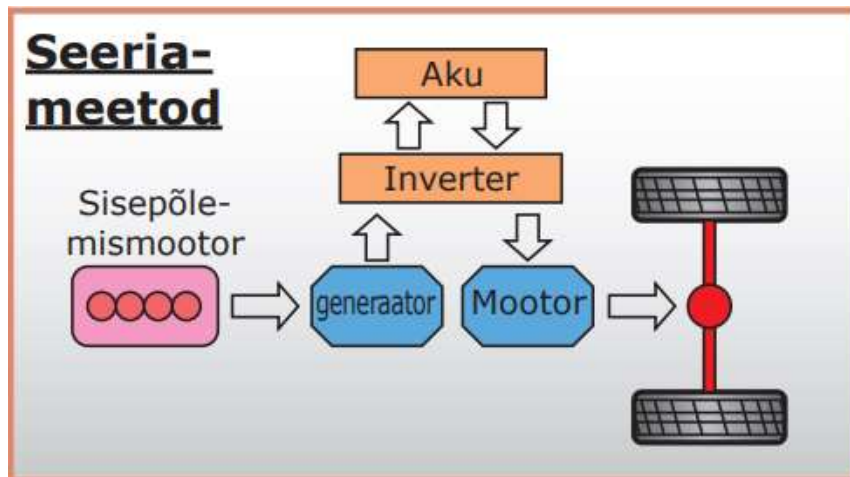 Seeria-
meetod
Aku
Inverter
Sisepõle-
mismootor
generaator
Mootor